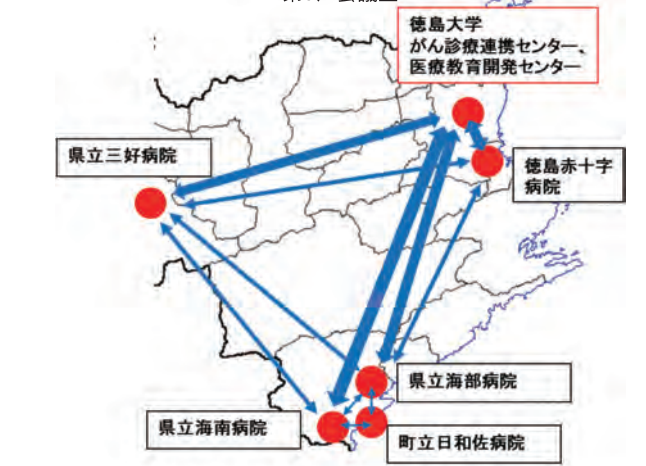 徳島大学
がん診療連携センター、
医療教育開発センター
県立三好病院
徳島赤十字
病院
県立海部病院
県立海南病院
町立日和佐病院